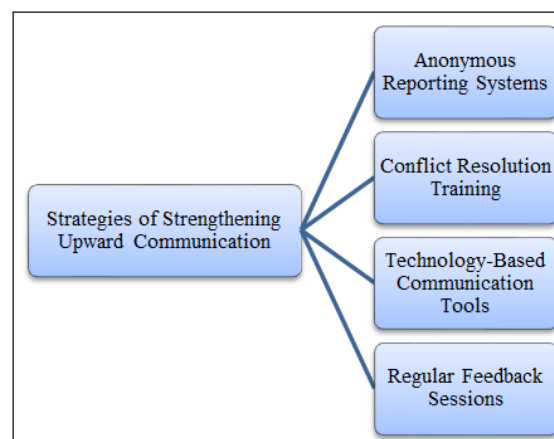 Strategies of Strengthening
Upward Communication
Anonymous
Reporting Systems
Conflict Resolution
Training
Technology-Based
Communication
Tools
Regular Feedback
Sessions